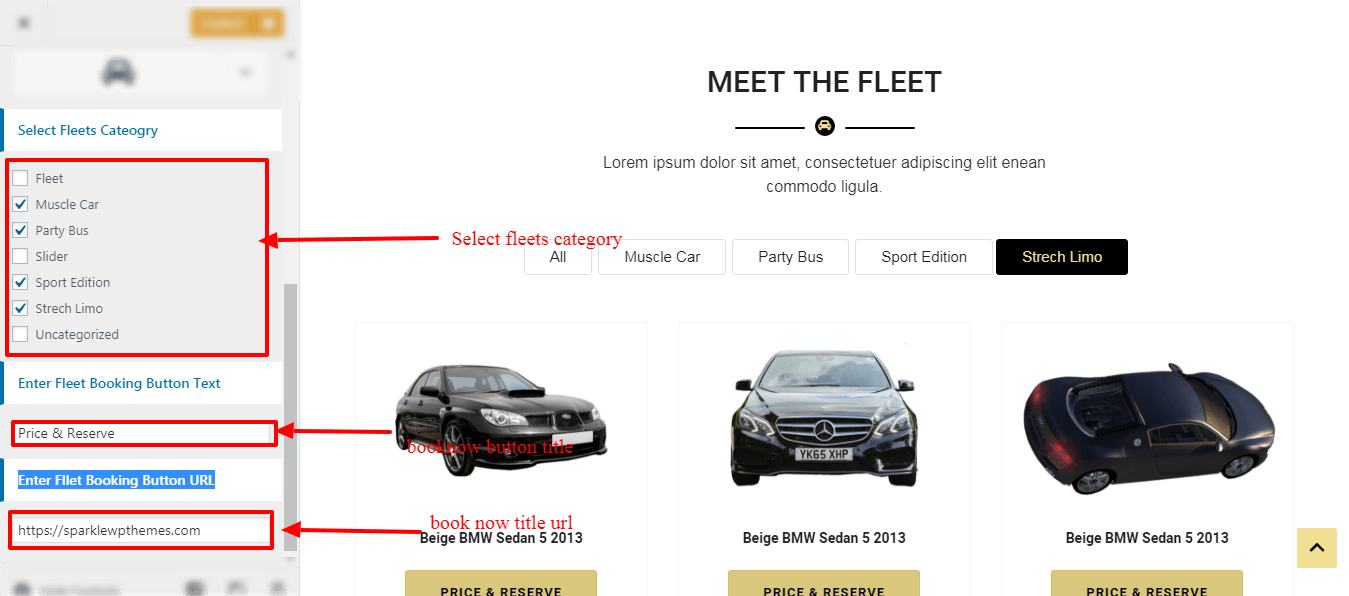 Select Fleets Cateogry
Fleet
Muscle Car
Party Bus
Slider
Sport Edition
Strech Limo
Uncategorized
Enter Fleet Booking Button Text
Price & Reserve
Enter Fllet Booking Button URL
https://sparklewpthemes.com
Select fleets category
booknow button title
book now title url
MEET THE FLEET
Lorem ipsum dolor sit amet, consectetuer adipiscing elit enean
commodo ligula.
All Muscle Car Party Bus Sport Edition Strech Limo
YK65 XHP
Beige BMW Sedan 5 2013 Beige BMW Sedan 5 2013 Beige BMW Sedan 5 2013
PRICE & RESERVE PRICE & RESERVE PRICE & RESERVE